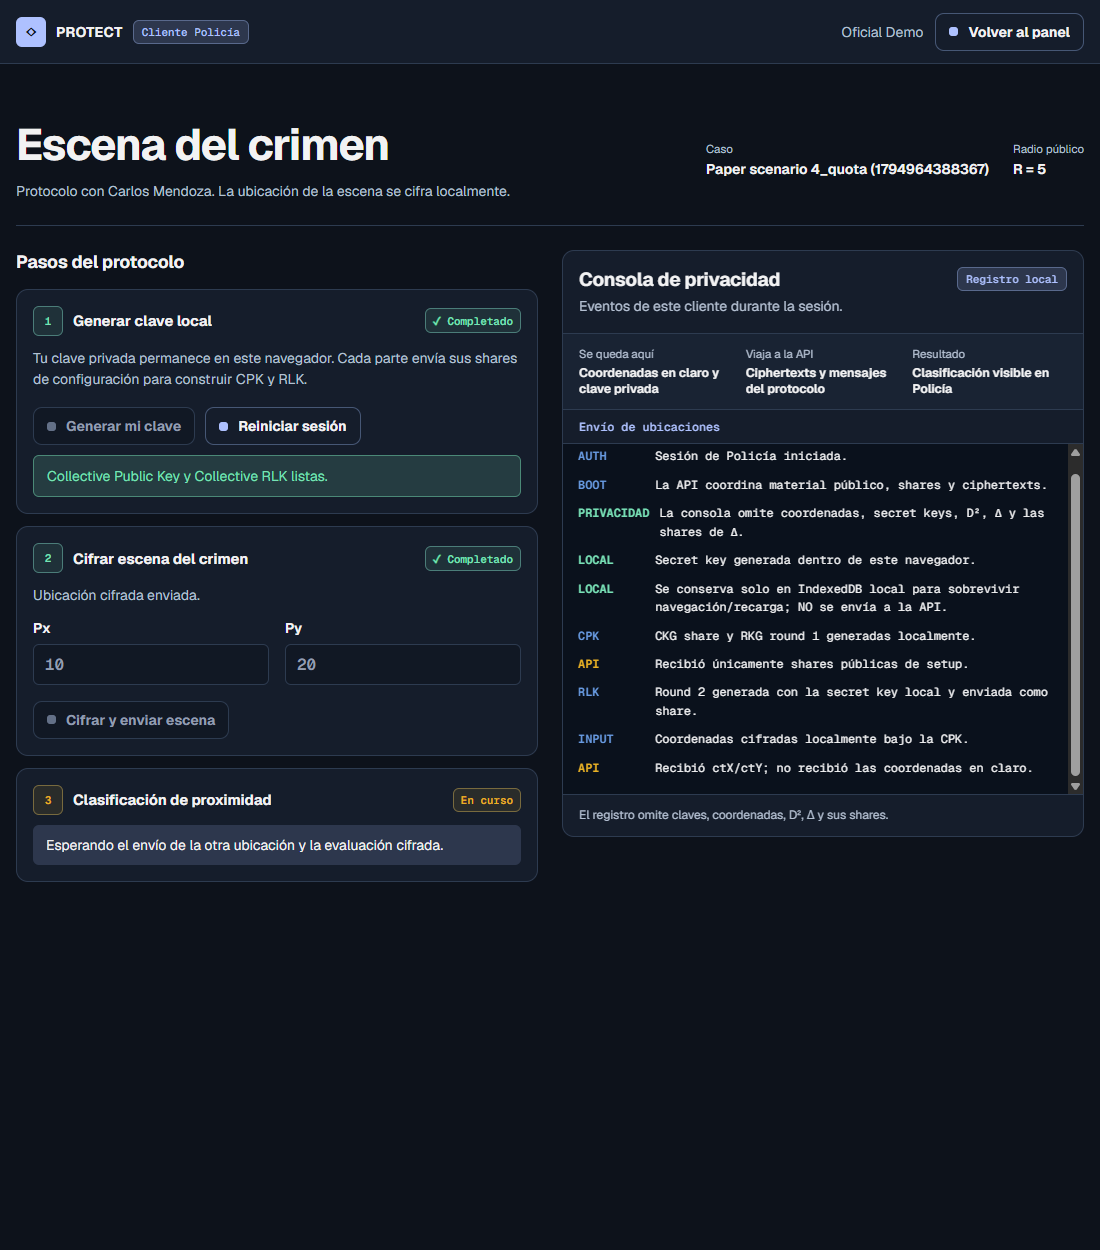 PROTECT
Cliente Policía
Oficial Demo
Volver al panel
Escena del crimen
Protocolo con Carlos Mendoza. La ubicación de la escena se cifra localmente.
Caso
Paper scenario 4_quota (1794964388367)
Radio público
R = 5
Pasos del protocolo
1
Generar clave local
✓ Completado
Tu clave privada permanece en este navegador. Cada parte envía sus shares
de configuración para construir CPK y RLK.
Generar mi clave
Reiniciar sesión
Collective Public Key y Collective RLK listas.
2
Cifrar escena del crimen
✓ Completado
Ubicación cifrada enviada.
Px
Py
10
20
Cifrar y enviar escena
3
Clasificación de proximidad
En curso
Esperando el envío de la otra ubicación y la evaluación cifrada.
Consola de privacidad
Registro local
Eventos de este cliente durante la sesión.
Se queda aquí
Coordenadas en claro y
clave privada
Viaja a la API
Ciphertexts y mensajes
del protocolo
Resultado
Clasificación visible en
Policía
Envío de ubicaciones
AUTH Sesión de Policía iniciada.
BOOT La API coordina material público, shares y ciphertexts.
PRIVACIDAD La consola omite coordenadas, secret keys, D², Δ y las
shares de Δ.
LOCAL Secret key generada dentro de este navegador.
LOCAL Se conserva solo en IndexedDB local para sobrevivir
navegación/recarga; NO se envía a la API.
CPK CKG share y RKG round 1 generadas localmente.
API Recibió únicamente shares públicas de setup.
RLK Round 2 generada con la secret key local y enviada como
share.
INPUT Coordenadas cifradas localmente bajo la CPK.
API Recibió ctX/ctY; no recibió las coordenadas en claro.
El registro omite claves, coordenadas, D², Δ y sus shares.